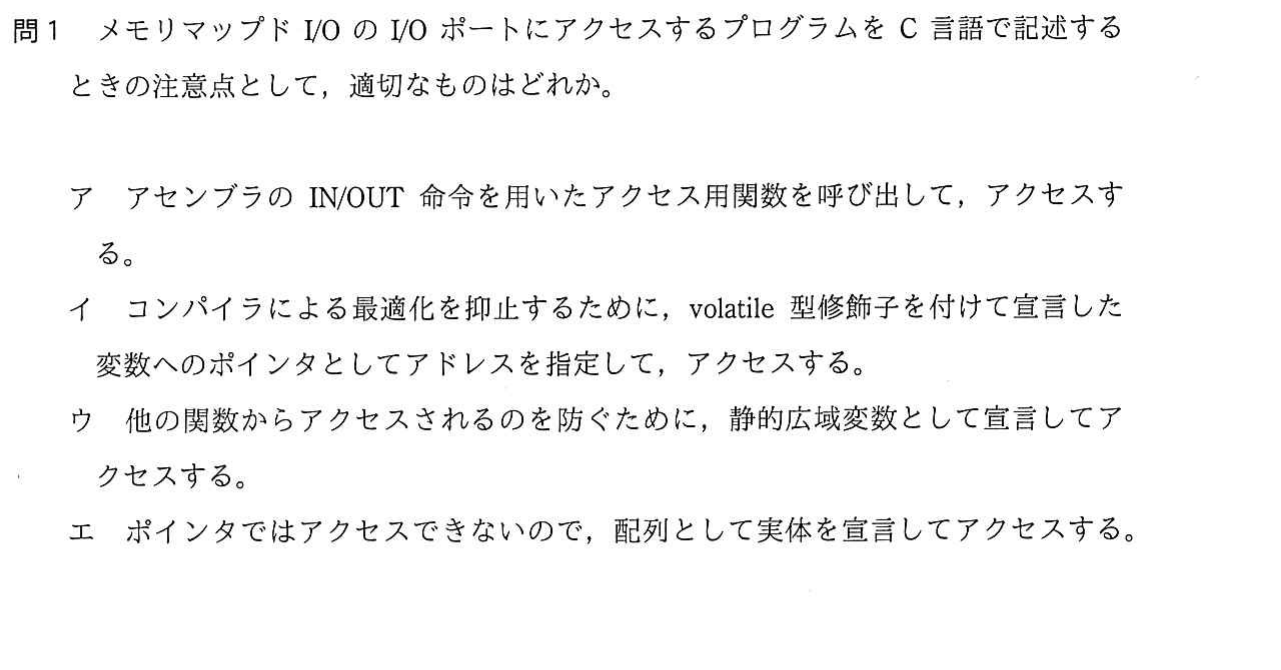 問1　メモリマップド I/O の I/O ポートにアクセスするプログラムを C 言語で記述する
ときの注意点として，適切なものはどれか。
ア　アセンブラの IN/OUT 命令を用いたアクセス用関数を呼び出して，アクセスす
る。
イ　コンパイラによる最適化を抑止するために，volatile 型修飾子を付けて宣言した
変数へのポインタとしてアドレスを指定して，アクセスする。
ウ　他の関数からアクセスされるのを防ぐために，静的広域変数として宣言してア
クセスする。
エ　ポインタではアクセスできないので，配列として実体を宣言してアクセスする。